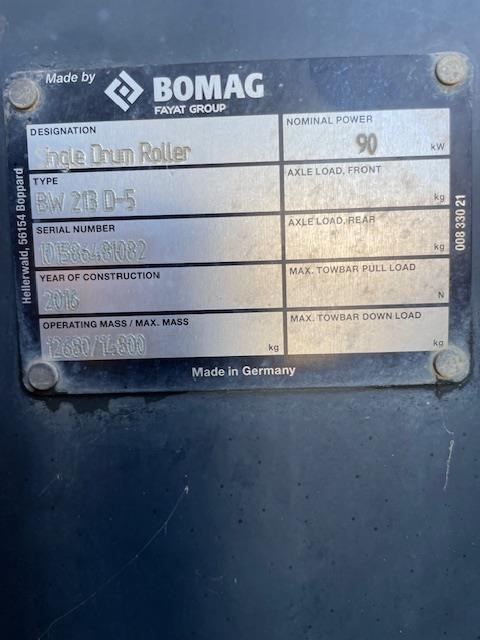 Made by BOMAG
FAYAT GROUP
DESIGNATION
Single Drum Roller
NOMINAL POWER
90 kW
TYPE
BW 213 D-5
AXLE LOAD, FRONT
kg
SERIAL NUMBER
101586481082
AXLE LOAD, REAR
kg
YEAR OF CONSTRUCTION
2016
MAX. TOWBAR PULL LOAD
N
OPERATING MASS / MAX. MASS
12680/14800 kg
MAX. TOWBAR DOWN LOAD
kg
Made in Germany
Hellerwald, 56154 Boppard
008 330 21